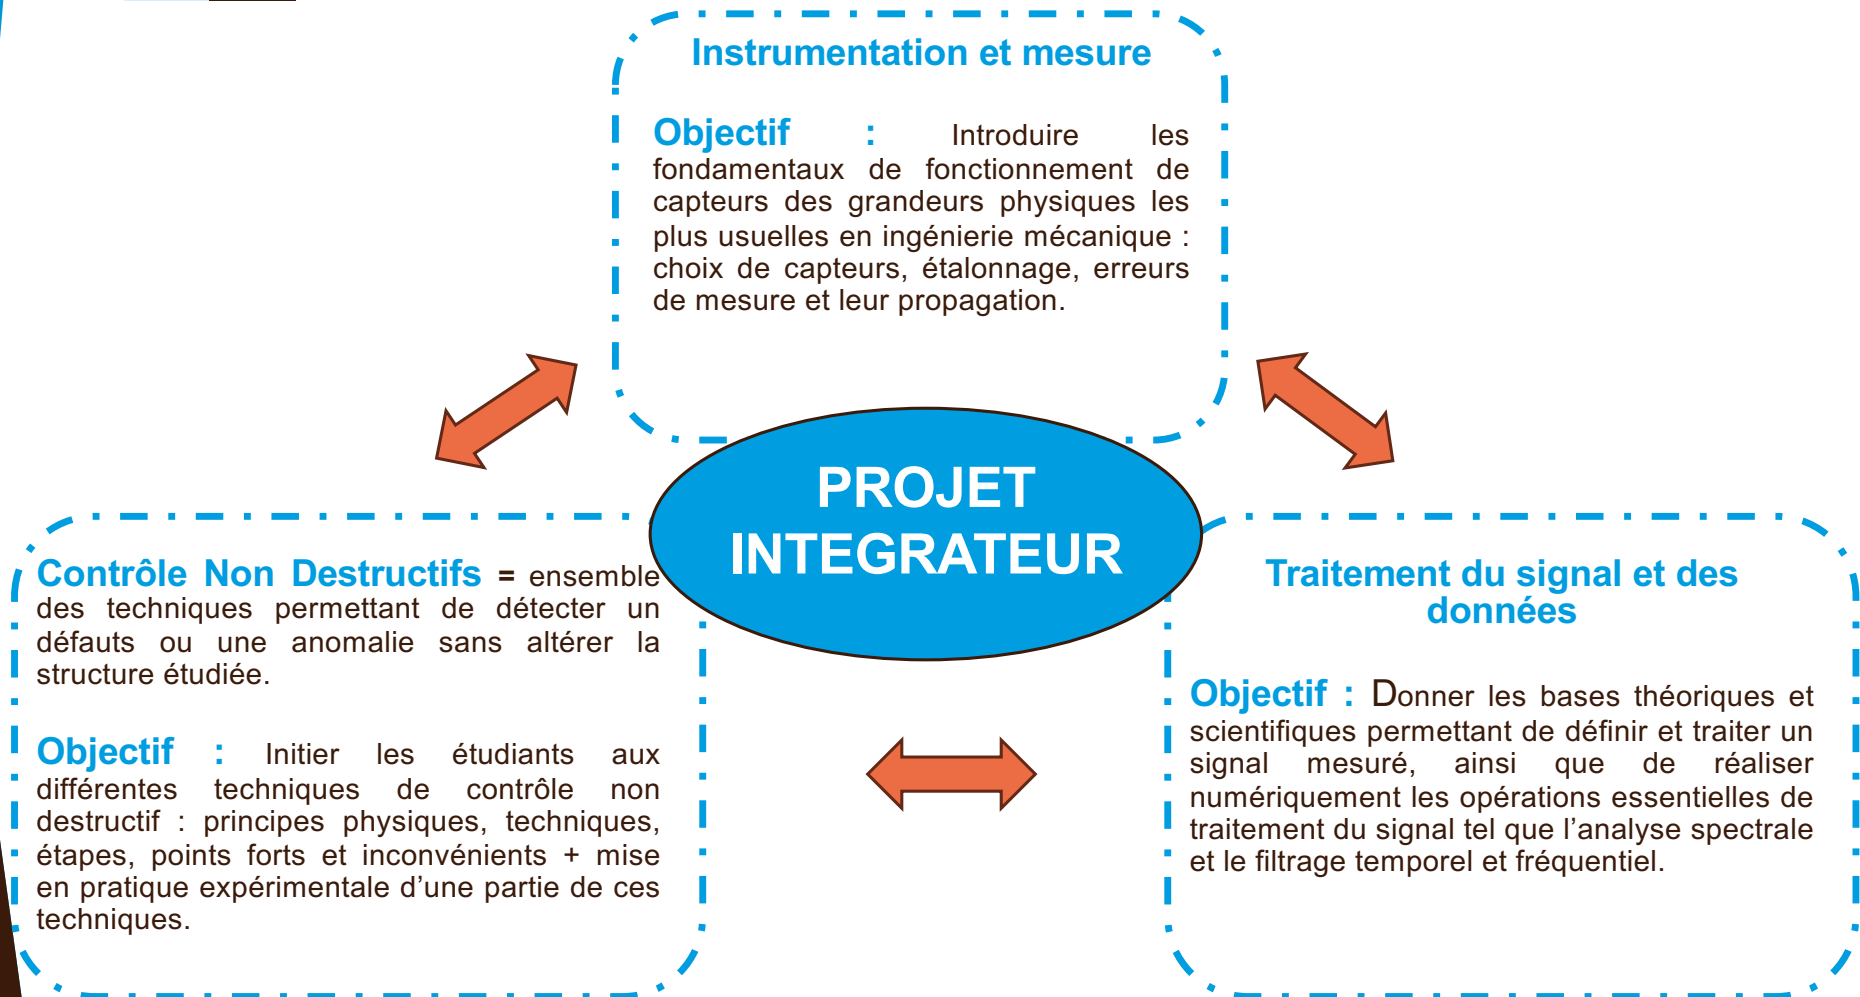 Instrumentation et mesure
Objectif : Introduire les
fondamentaux de fonctionnement de
capteurs des grandeurs physiques les
plus usuelles en ingénierie mécanique :
choix de capteurs, étalonnage, erreurs
de mesure et leur propagation.
PROJET
INTEGRATEUR
Contrôle Non Destructifs = ensemble
des techniques permettant de détecter un
défauts ou une anomalie sans altérer la
structure étudiée.
Objectif : Initier les étudiants aux
différentes techniques de contrôle non
destructif : principes physiques, techniques,
étapes, points forts et inconvénients + mise
en pratique expérimentale d’une partie de ces
techniques.
Traitement du signal et des
données
Objectif : Donner les bases théoriques et
scientifiques permettant de définir et traiter un
signal mesuré, ainsi que de réaliser
numériquement les opérations essentielles de
traitement du signal tel que l’analyse spectrale
et le filtrage temporel et fréquentiel.